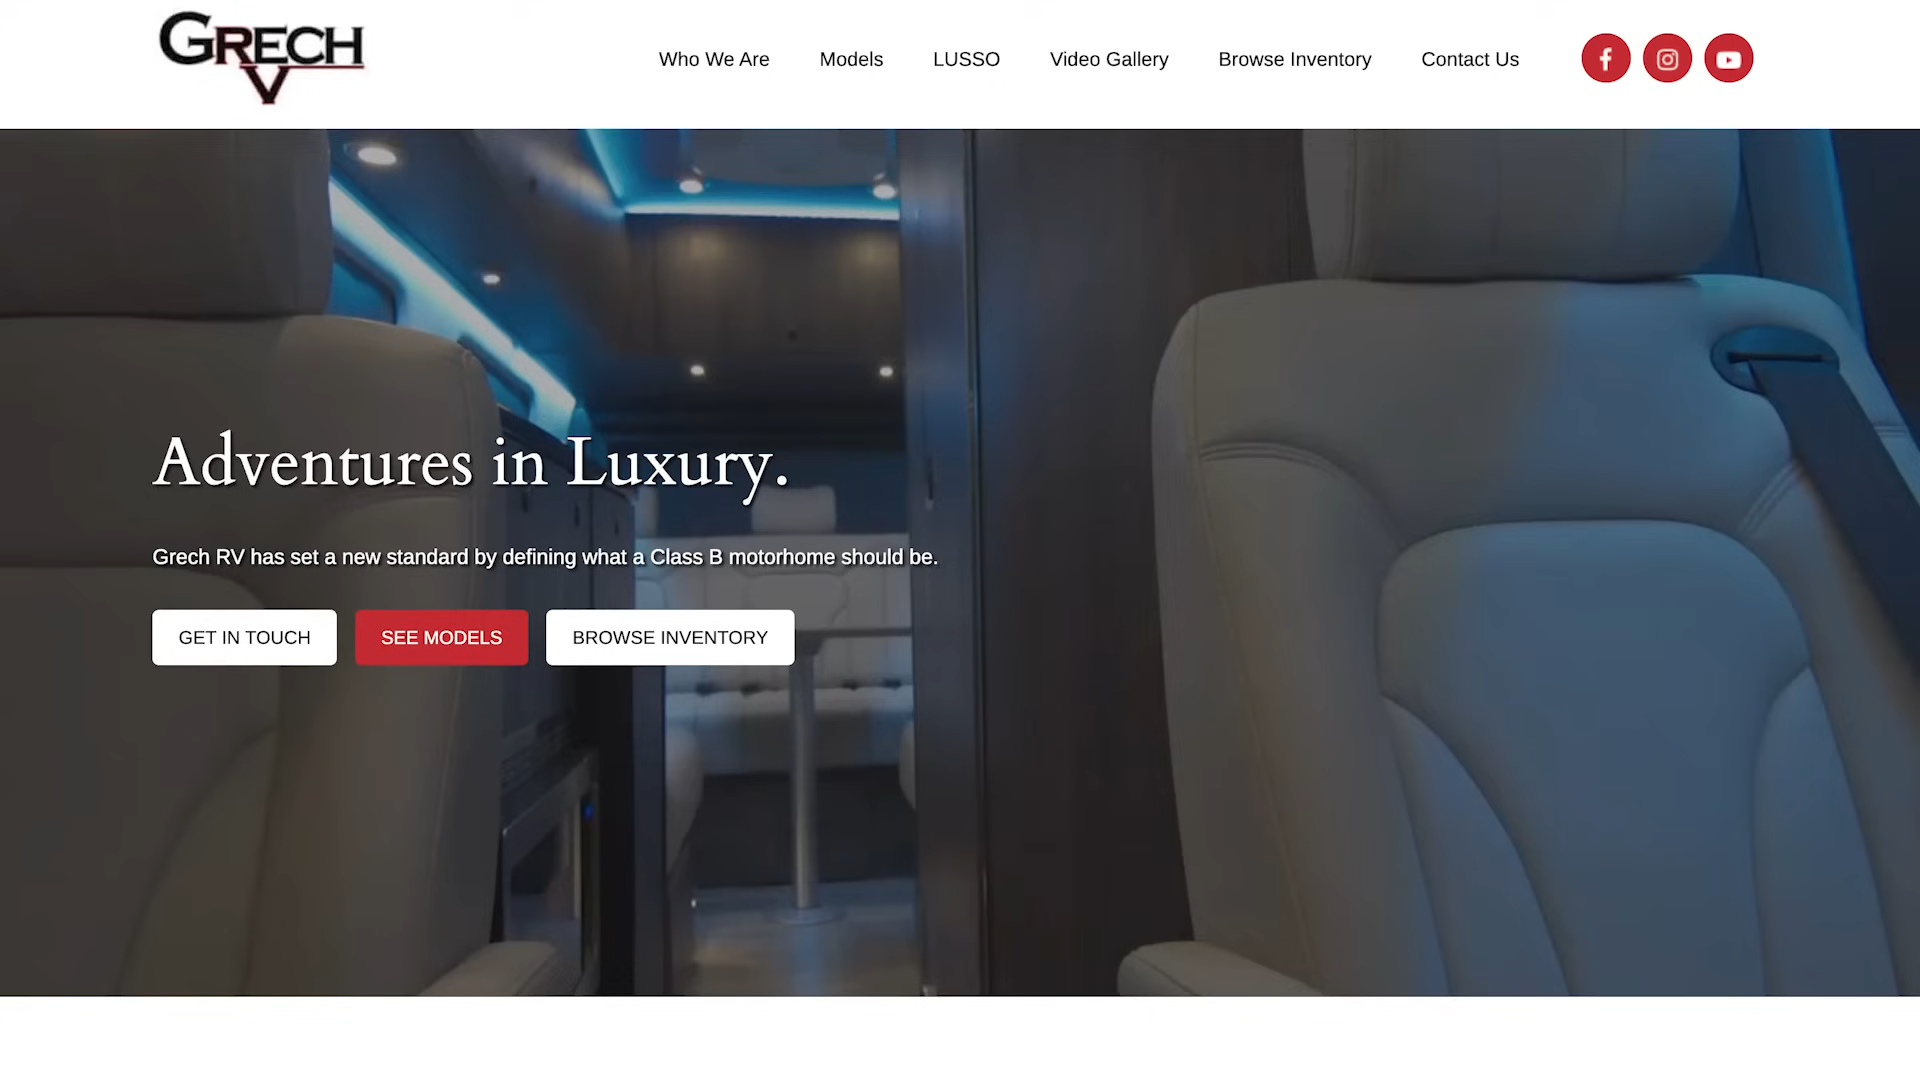 GRECH
V
Who We Are
Models
LUSSO
Video Gallery
Browse Inventory
Contact Us
Adventures in Luxury.
Grech RV has set a new standard by defining what a Class B motorhome should be.
GET IN TOUCH
SEE MODELS
BROWSE INVENTORY